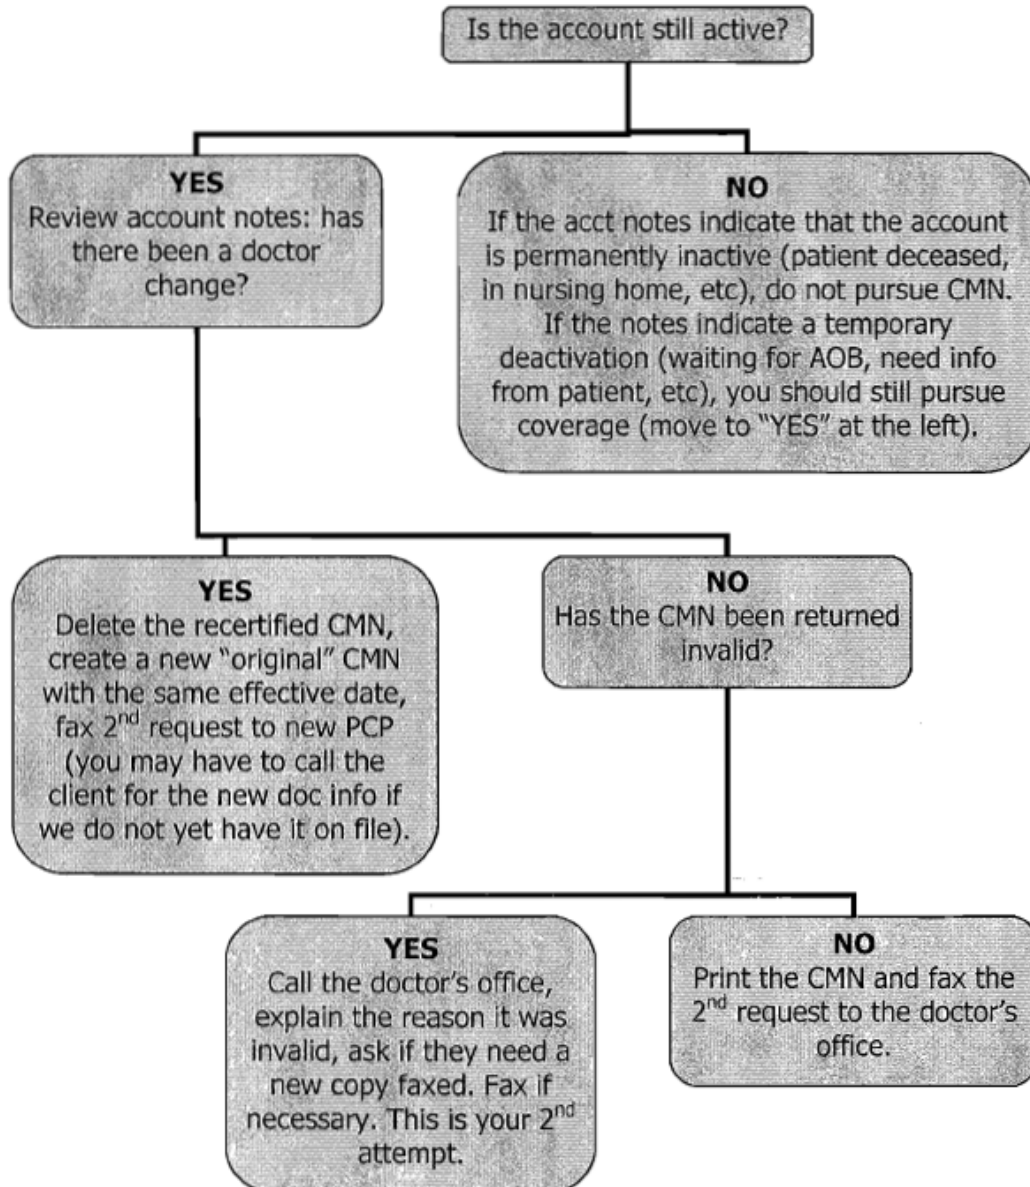 Is the account still active?
YES
Review account notes: has
there been a doctor
change?
NO
If the acct notes indicate that the account
is permanently inactive (patient deceased,
in nursing home, etc), do not pursue CMN.
If the notes indicate a temporary
deactivation (waiting for AOB, need info
from patient, etc), you should still pursue
coverage (move to “YES” at the left).
YES
Delete the recertified CMN,
create a new “original” CMN
with the same effective date,
fax 2nd request to new PCP
(you may have to call the
client for the new doc info if
we do not yet have it on file).
NO
Has the CMN been returned
invalid?
YES
Call the doctor’s office,
explain the reason it was
invalid, ask if they need a
new copy faxed. Fax if
necessary. This is your 2nd
attempt.
NO
Print the CMN and fax the
2nd request to the doctor’s
office.